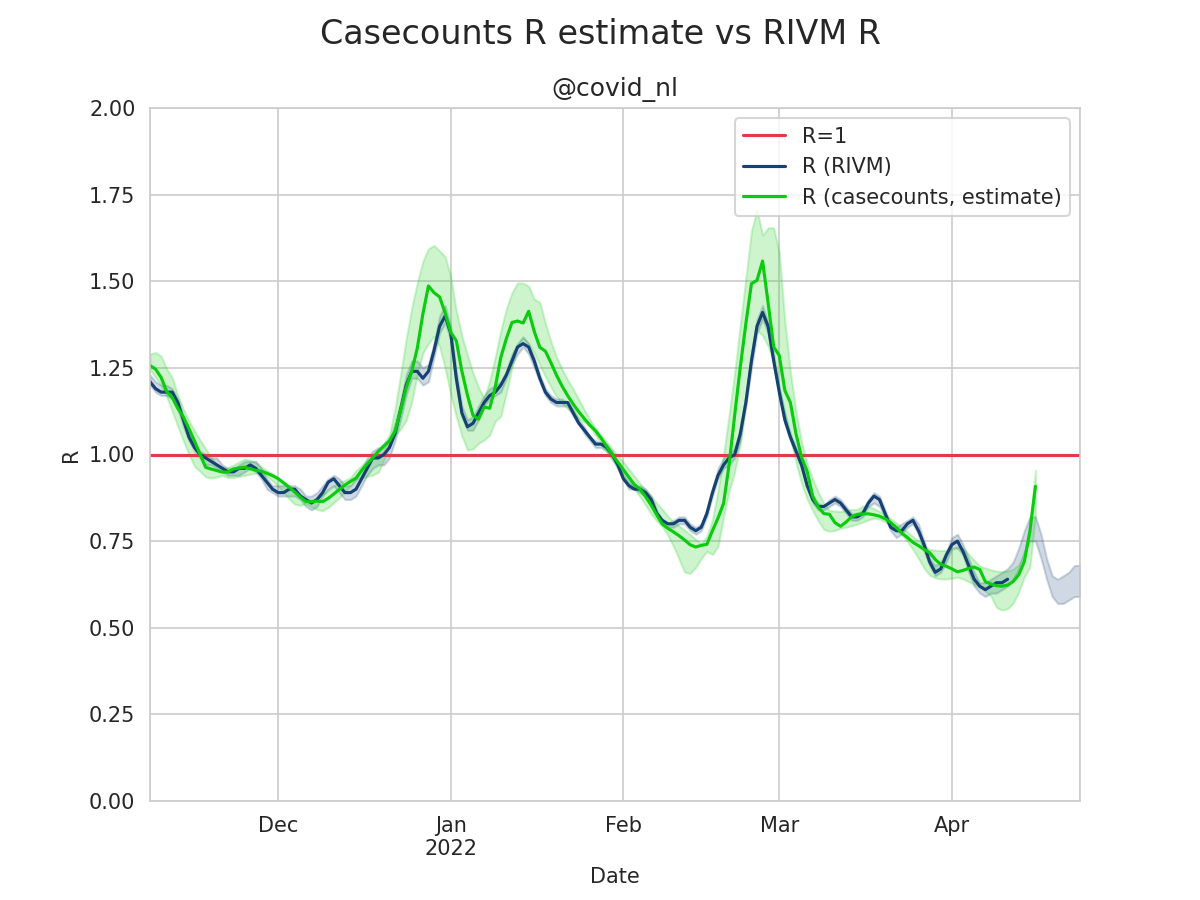 Casecounts R estimate vs RIVM R
@covid_nl
2.00
R=1
R (RIVM)
1.75
R (casecounts, estimate)
1.50
1.25
1.00
R
0.75
0.50
0.25
0.00
Dec
Jan
Feb
Mar
Apr
2022
Date